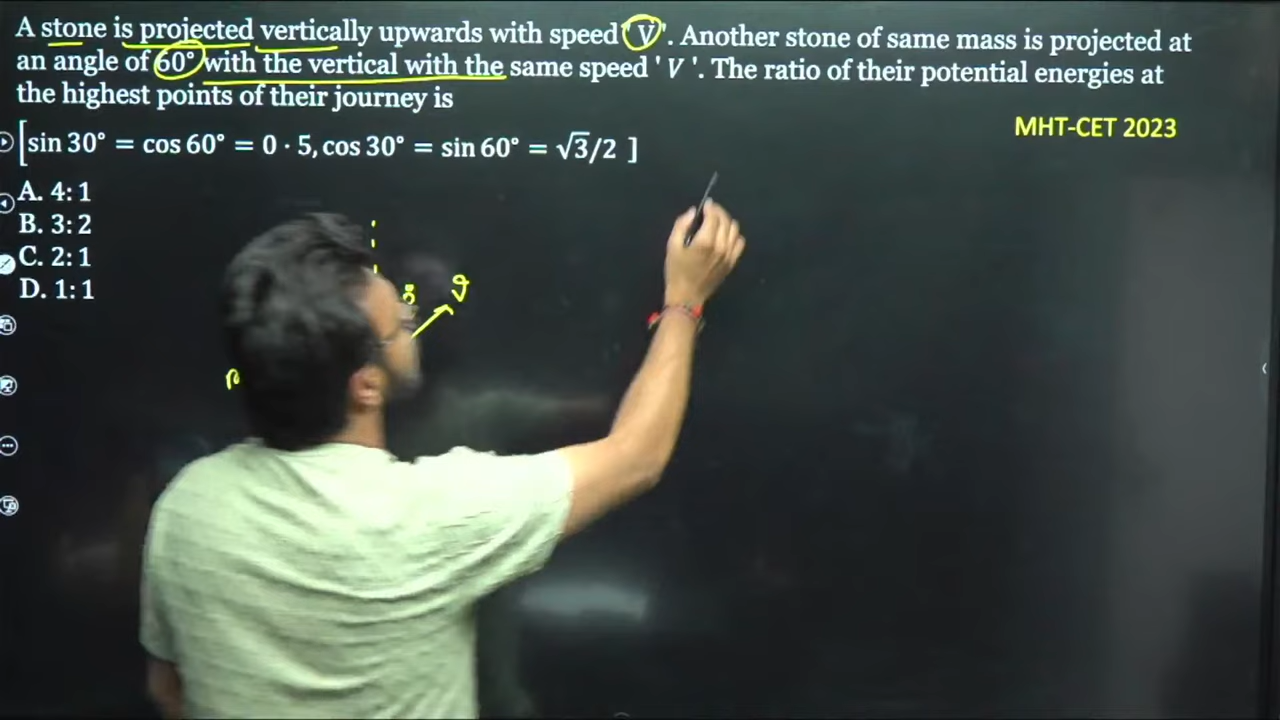 A stone is projected vertically upwards with speed 'V'. Another stone of same mass is projected at
an angle of 60° with the vertical with the same speed ' V '. The ratio of their potential energies at
the highest points of their journey is
MHT-CET 2023
[sin 30° = cos 60° = 0 · 5, cos 30° = sin 60° = √3/2 ]
A. 4: 1
B. 3: 2
C. 2: 1
D. 1: 1